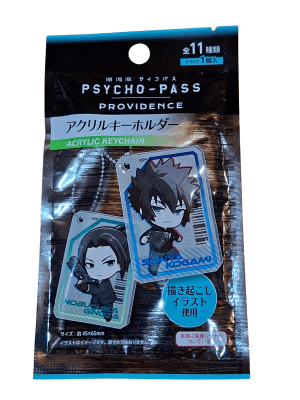 劇場版 サイコパス
PSYCHO-PASS
PROVIDENCE
全11種類
1パック1個入
アクリルキーホルダー
ACRYLIC KEYCHAIN
SHINYA
KOGAMI
NOBUCHIKA
GINOZA
描き起こし
イラスト
使用
サイズ：約45×65mm